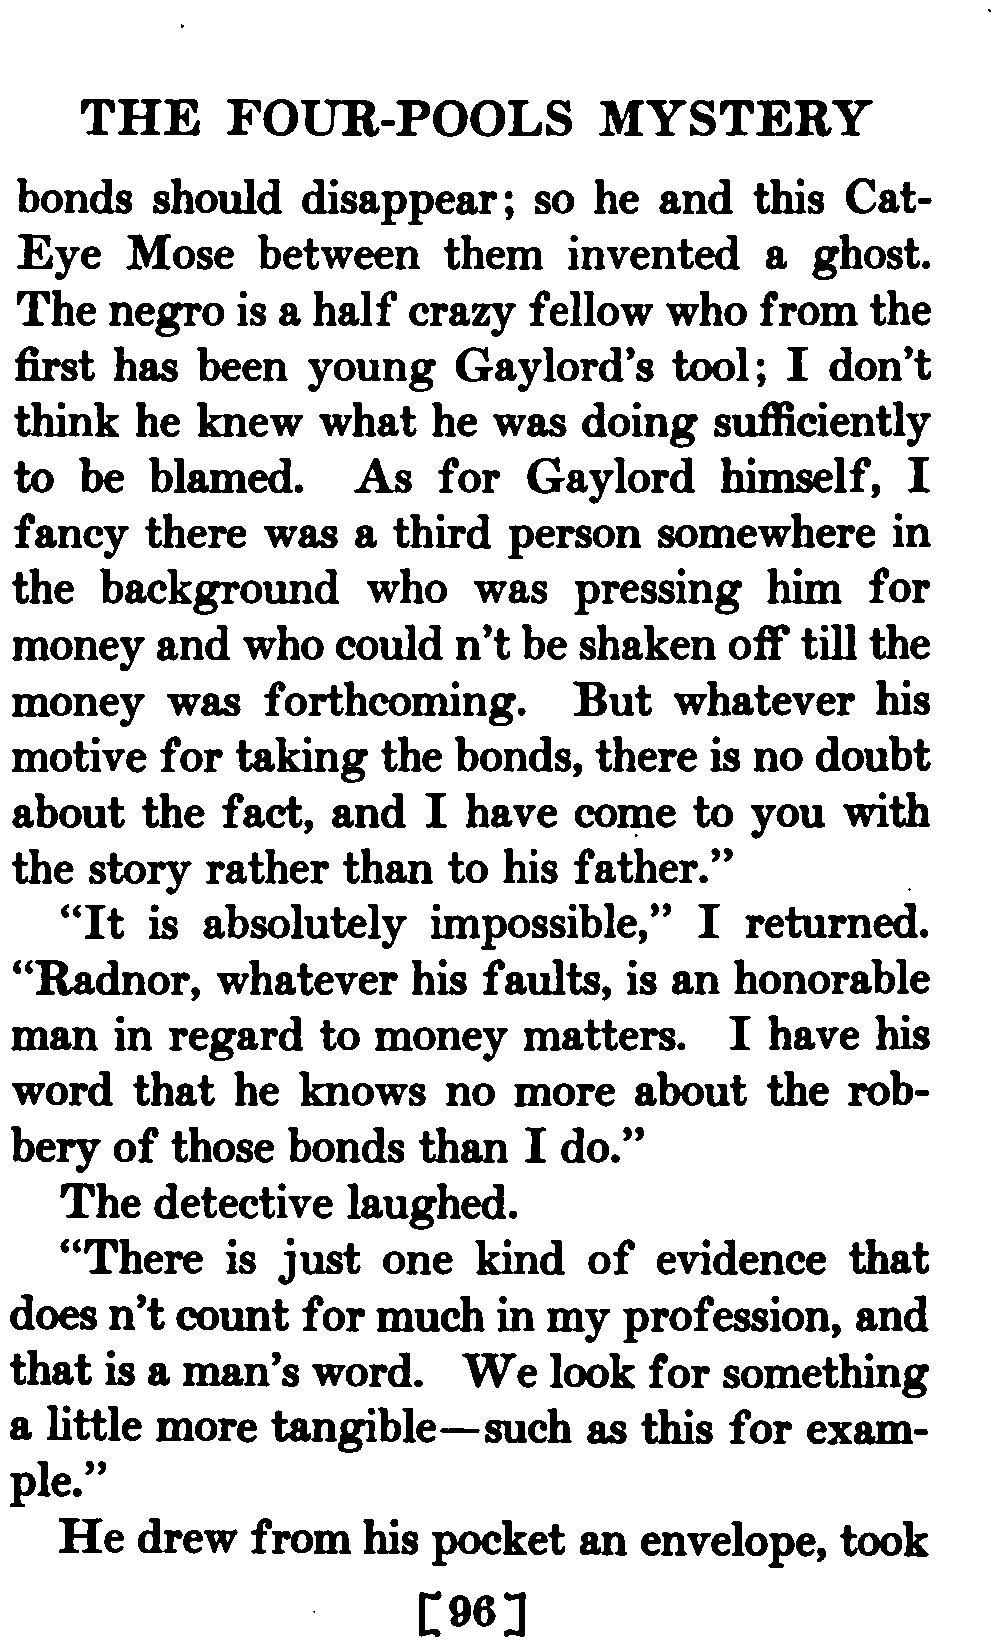 THE FOUR-POOLS MYSTERY
bonds should disappear; so he and this Cat-
Eye Mose between them invented a ghost.
The negro is a half crazy fellow who from the
first has been young Gaylord's tool; I don't
think he knew what he was doing sufficiently
to be blamed. As for Gaylord himself, I
fancy there was a third person somewhere in
the background who was pressing him for
money and who could n't be shaken off till the
money was forthcoming. But whatever his
motive for taking the bonds, there is no doubt
about the fact, and I have come to you with
the story rather than to his father."
"It is absolutely impossible," I returned.
"Radnor, whatever his faults, is an honorable
man in regard to money matters. I have his
word that he knows no more about the rob-
bery of those bonds than I do."
The detective laughed.
"There is just one kind of evidence that
does n't count for much in my profession, and
that is a man's word. We look for something
a little more tangible—such as this for exam-
ple."
He drew from his pocket an envelope, took
[96]